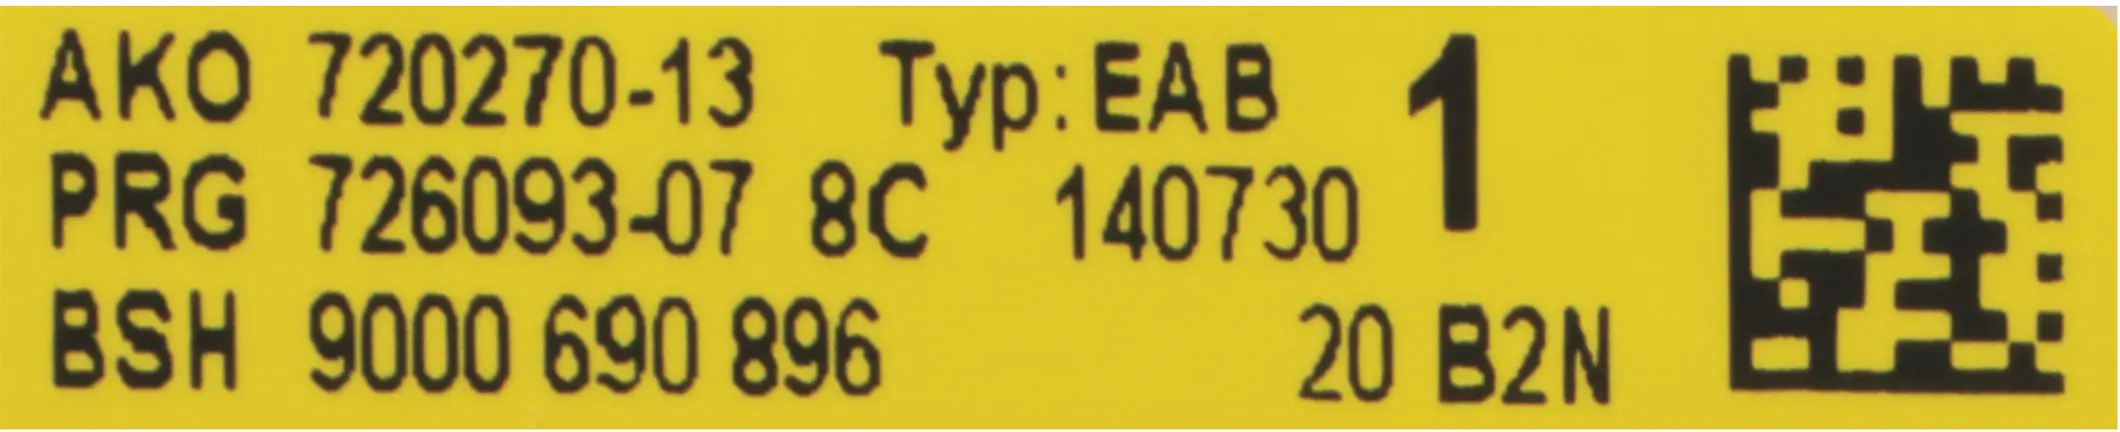 AKO 720270-13 Typ:EAB 1
PRG 726093-07 8C 140730
BSH 9000 690 896 20 B2N